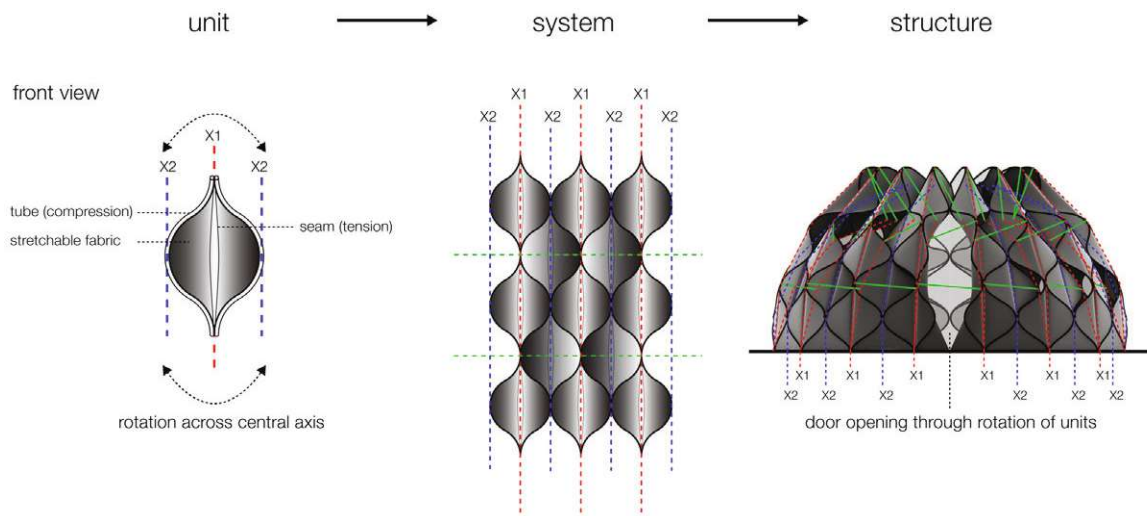 unit
system
structure
front view
X1
X2
X2
tube (compression)
stretchable fabric
seam (tension)
rotation across central axis
X1
X1
X1
X2
X2
X2
X2
X1
X1
X1
X1
X1
X1
X2
X2
X2
X2
X2
X2
door opening through rotation of units